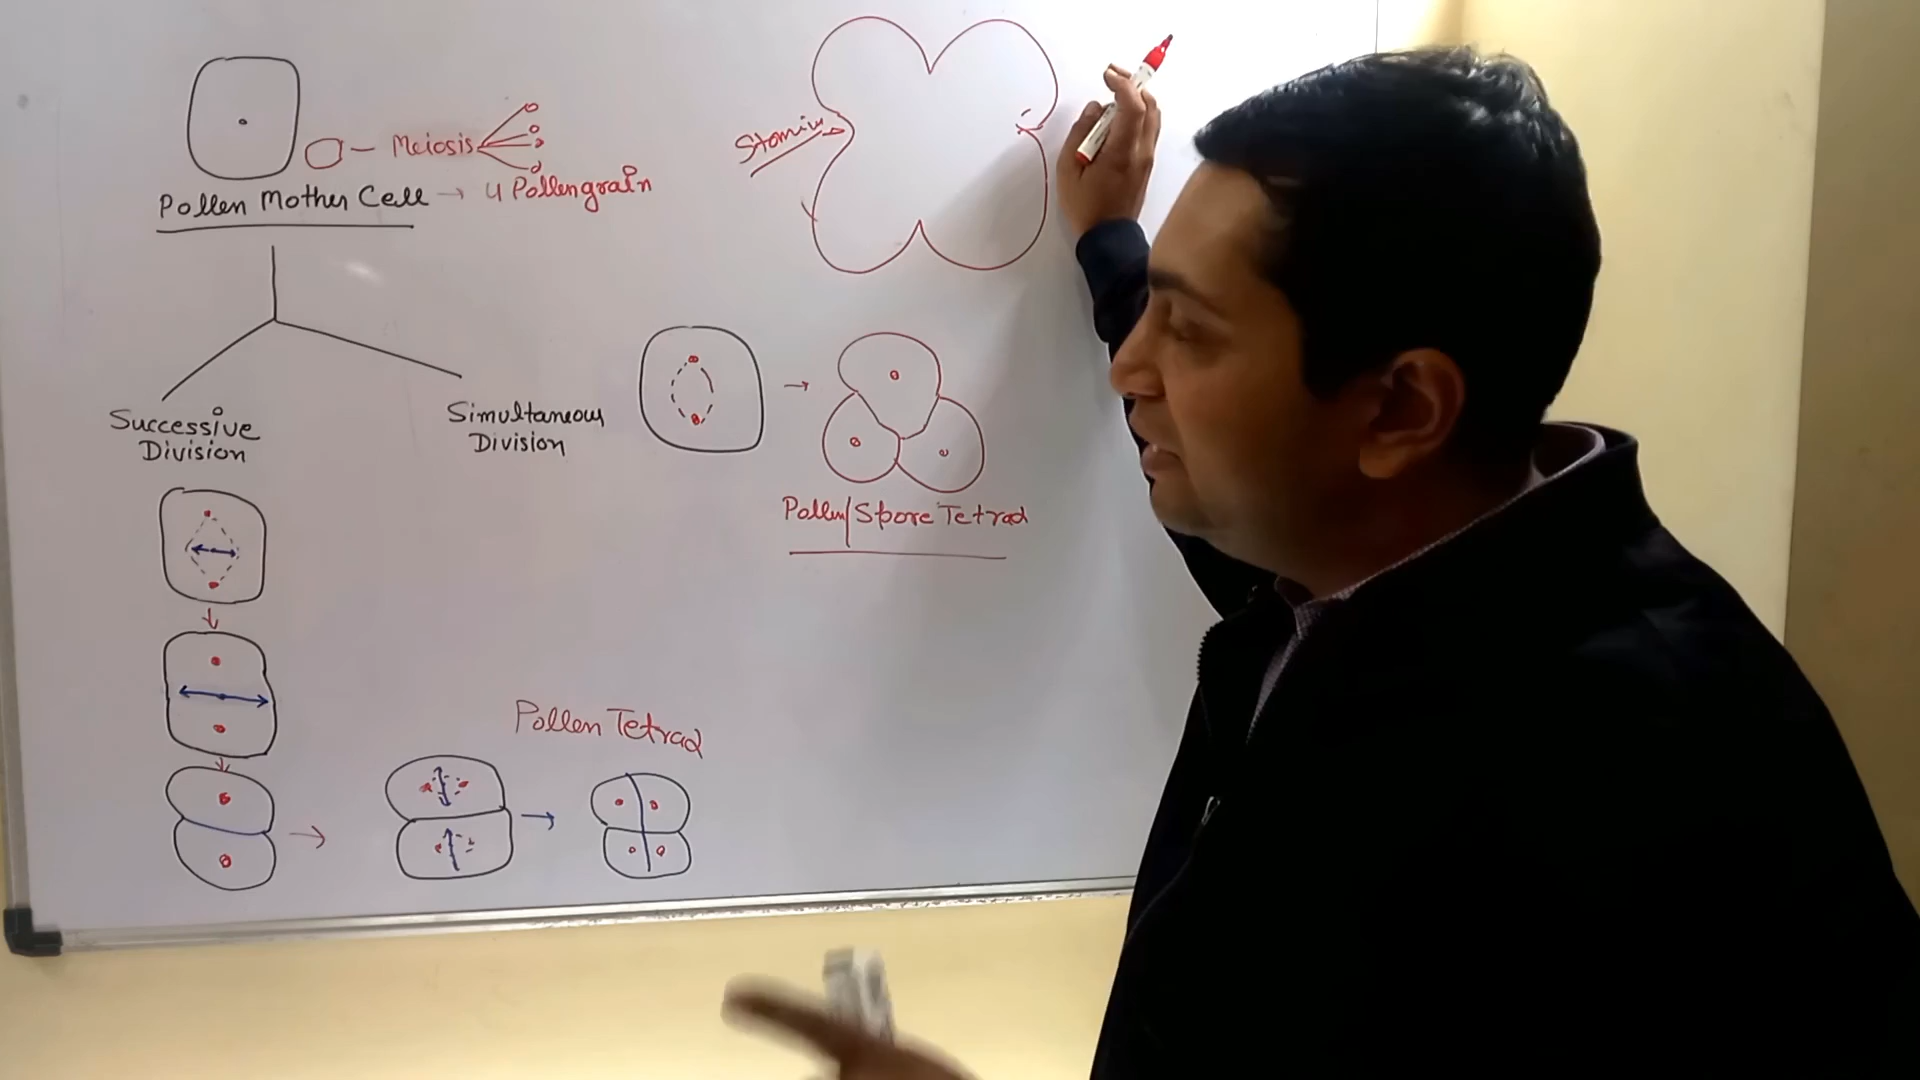 Stomium
Meiosis
Pollen Mother Cell → 4 Pollengrain
Successive
Division
Simultaneous
Division
Pollen/Spore Tetrad
Pollen Tetrad